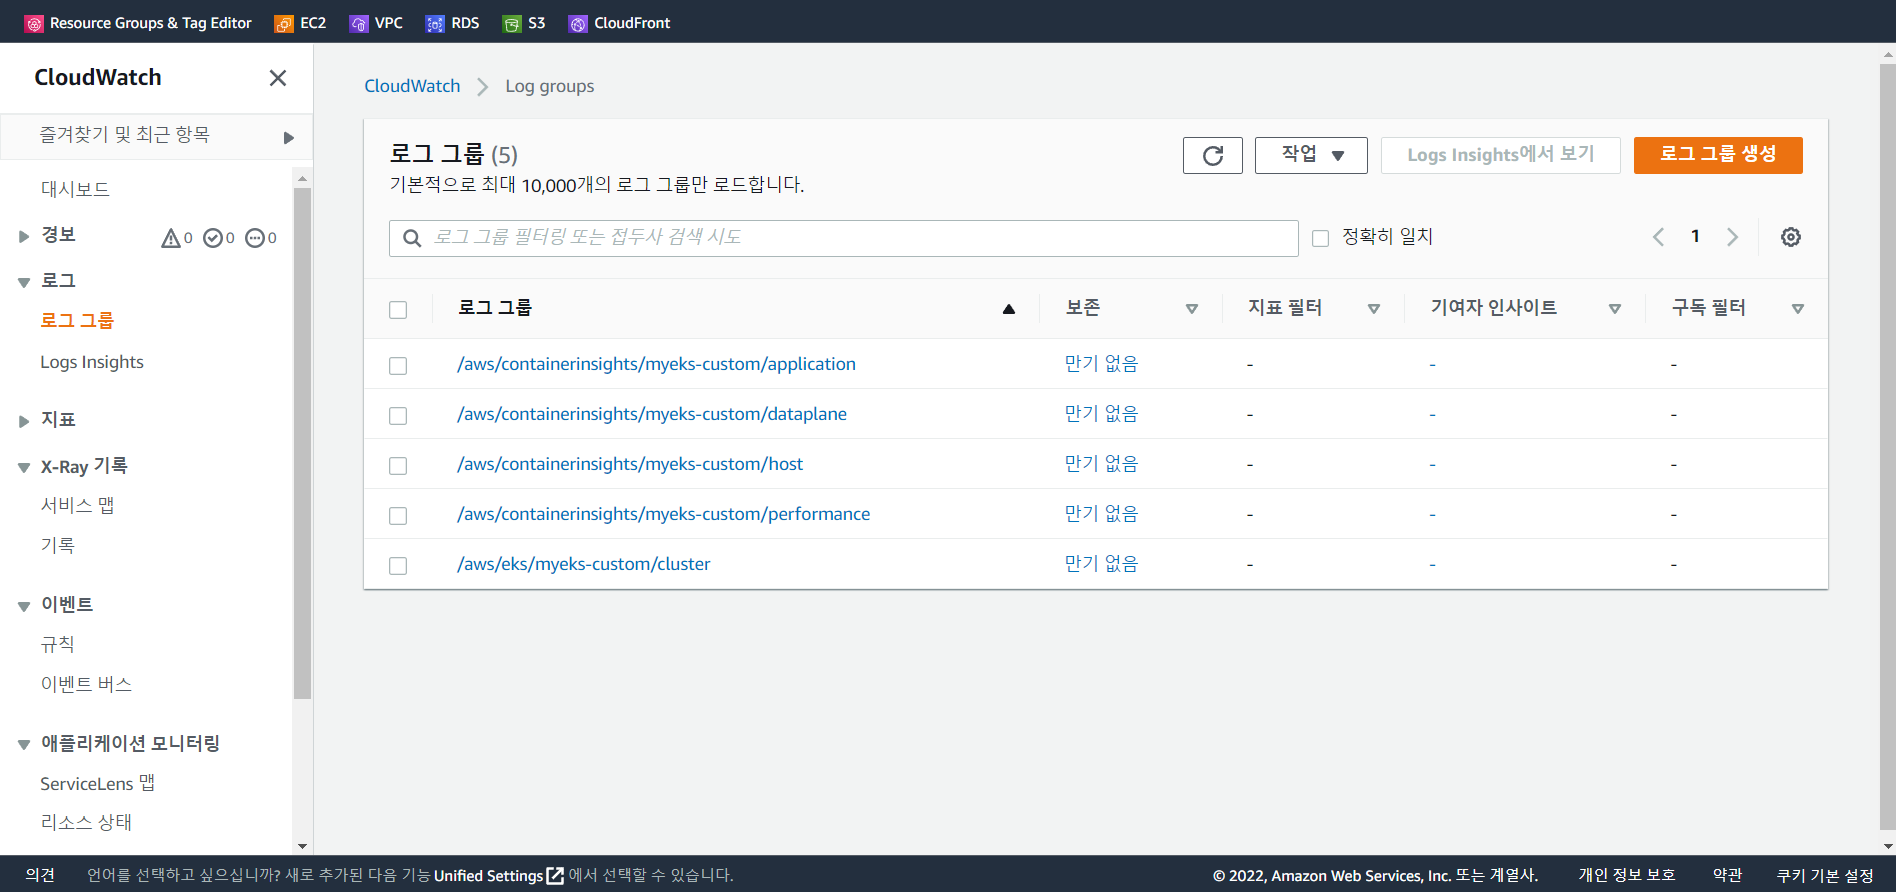 Resource Groups & Tag Editor EC2 VPC RDS S3 CloudFront
CloudWatch
즐겨찾기 및 최근 항목
대시보드
경보 0 0 0
로그
로그 그룹
Logs Insights
지표
X-Ray 기록
서비스 맵
기록
이벤트
규칙
이벤트 버스
애플리케이션 모니터링
ServiceLens 맵
리소스 상태
CloudWatch Log groups
로그 그룹 (5)
기본적으로 최대 10,000개의 로그 그룹만 로드합니다.
작업 Logs Insights에서 보기 로그 그룹 생성
로그 그룹 필터링 또는 접두사 검색 시도 정확히 일치 1
로그 그룹 보존 지표 필터 기여자 인사이트 구독 필터
/aws/containerinsights/myeks-custom/application 만기 없음 - - -
/aws/containerinsights/myeks-custom/dataplane 만기 없음 - - -
/aws/containerinsights/myeks-custom/host 만기 없음 - - -
/aws/containerinsights/myeks-custom/performance 만기 없음 - - -
/aws/eks/myeks-custom/cluster 만기 없음 - - -
의견 언어를 선택하고 싶으십니까? 새로 추가된 다음 기능 Unified Settings 에서 선택할 수 있습니다. © 2022, Amazon Web Services, Inc. 또는 계열사. 개인 정보 보호 약관 쿠키 기본 설정